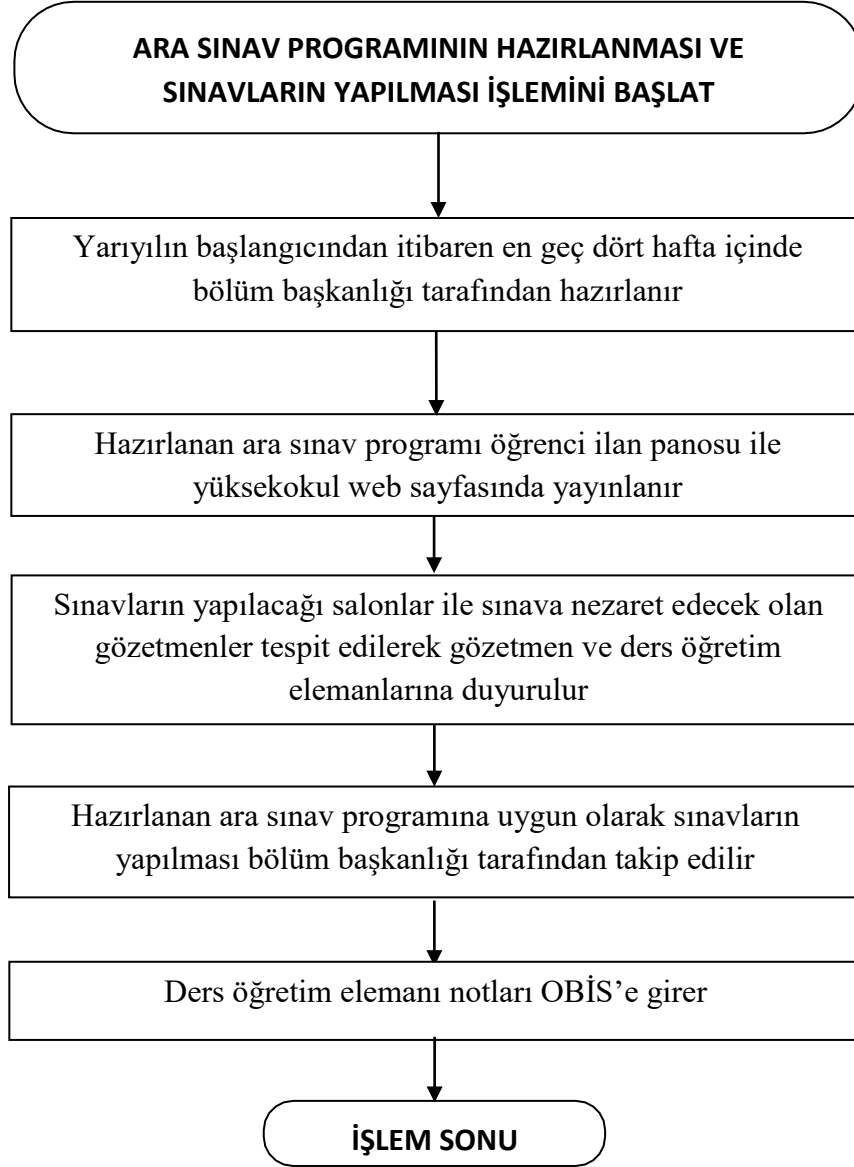 ARA SINAV PROGRAMININ HAZIRLANMASI VE
SINAVLARIN YAPILMASI İŞLEMİNİ BAŞLAT
Yarıyılın başlangıcından itibaren en geç dört hafta içinde
bölüm başkanlığı tarafından hazırlanır
Hazırlanan ara sınav programı öğrenci ilan panosu ile
yüksekokul web sayfasında yayınlanır
Sınavların yapılacağı salonlar ile sınava nezaret edecek olan
gözetmenler tespit edilerek gözetmen ve ders öğretim
elemanlarına duyurulur
Hazırlanan ara sınav programına uygun olarak sınavların
yapılması bölüm başkanlığı tarafından takip edilir
Ders öğretim elemanı notları OBİS’e girer
İŞLEM SONU